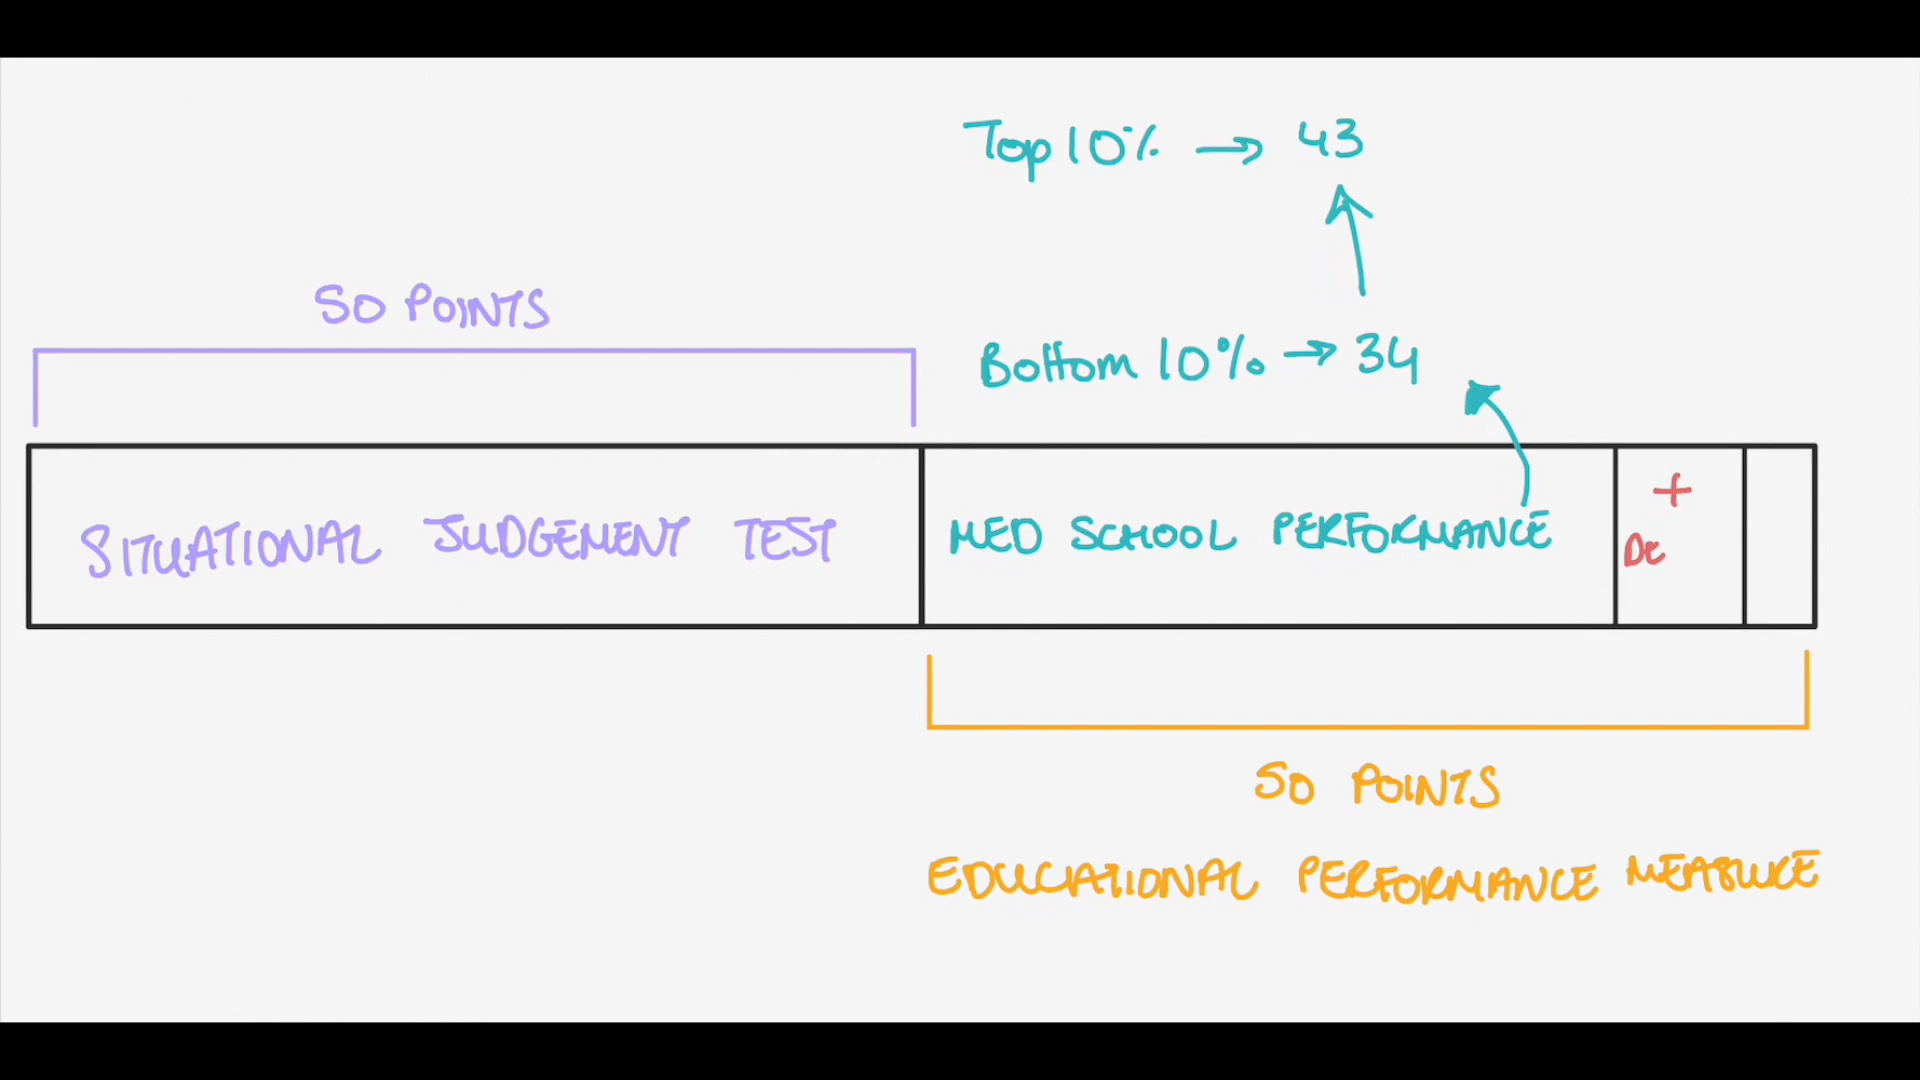 Top 10% → 43
Bottom 10% → 34
50 POINTS
SITUATIONAL JUDGEMENT TEST
MED SCHOOL PERFORMANCE
+
De
50 POINTS
EDUCATIONAL PERFORMANCE MEASURE